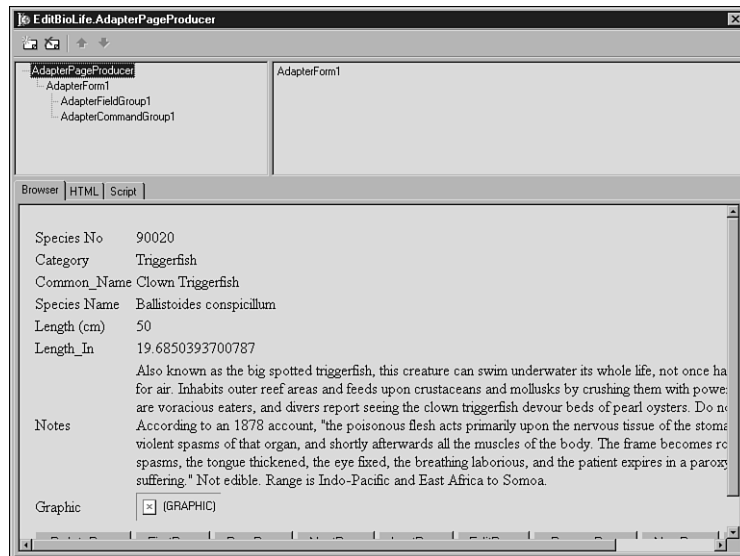 EditBioLife.AdapterPageProducer
AdapterPageProducer
AdapterForm1
AdapterFieldGroup1
AdapterCommandGroup1
AdapterForm1
Browser HTML Script
Species No 90020
Category Triggerfish
Common_Name Clown Triggerfish
Species Name Ballistoides conspicillum
Length (cm) 50
Length_In 19.6850393700787
Also known as the big spotted triggerfish, this creature can swim underwater its whole life, not once
for air. Inhabits outer reef areas and feeds upon crustaceans and mollusks by crushing them with
are voracious eaters, and divers report seeing the clown triggerfish devour beds of pearl oysters. Do
Notes According to an 1878 account, "the poisonous flesh acts primarily upon the nervous tissue of the
violent spasms of that organ, and shortly afterwards all the muscles of the body. The frame becomes
spasms, the tongue thickened, the eye fixed, the breathing laborious, and the patient expires in a
suffering." Not edible. Range is Indo-Pacific and East Africa to Somoa.
Graphic (GRAPHIC)